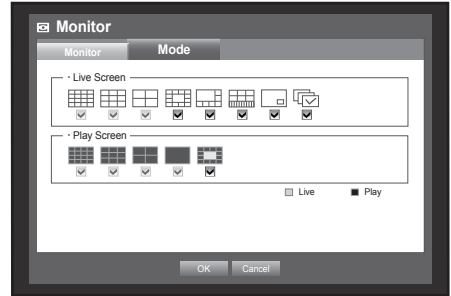 Monitor
Monitor Mode
· Live Screen
· Play Screen
Live Play
OK Cancel